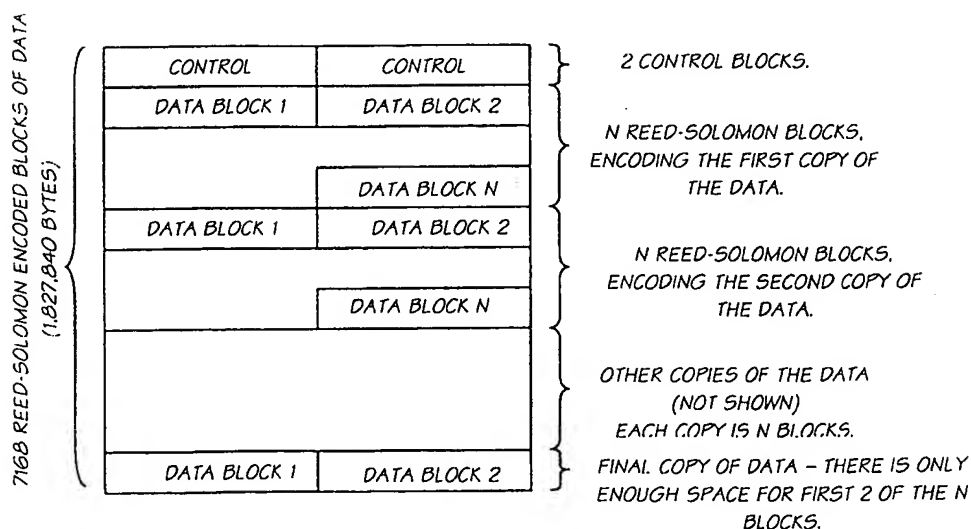 7168 REED-SOLOMON ENCODED BLOCKS OF DATA
(1,827,840 BYTES)
CONTROL CONTROL
2 CONTROL BLOCKS.
DATA BLOCK 1 DATA BLOCK 2
N REED-SOLOMON BLOCKS,
ENCODING THE FIRST COPY OF
THE DATA.
DATA BLOCK N
DATA BLOCK 1 DATA BLOCK 2
N REED-SOLOMON BLOCKS,
ENCODING THE SECOND COPY OF
THE DATA.
DATA BLOCK N
OTHER COPIES OF THE DATA
(NOT SHOWN)
EACH COPY IS N BLOCKS.
DATA BLOCK 1 DATA BLOCK 2
FINAL COPY OF DATA – THERE IS ONLY
ENOUGH SPACE FOR FIRST 2 OF THE N
BLOCKS.